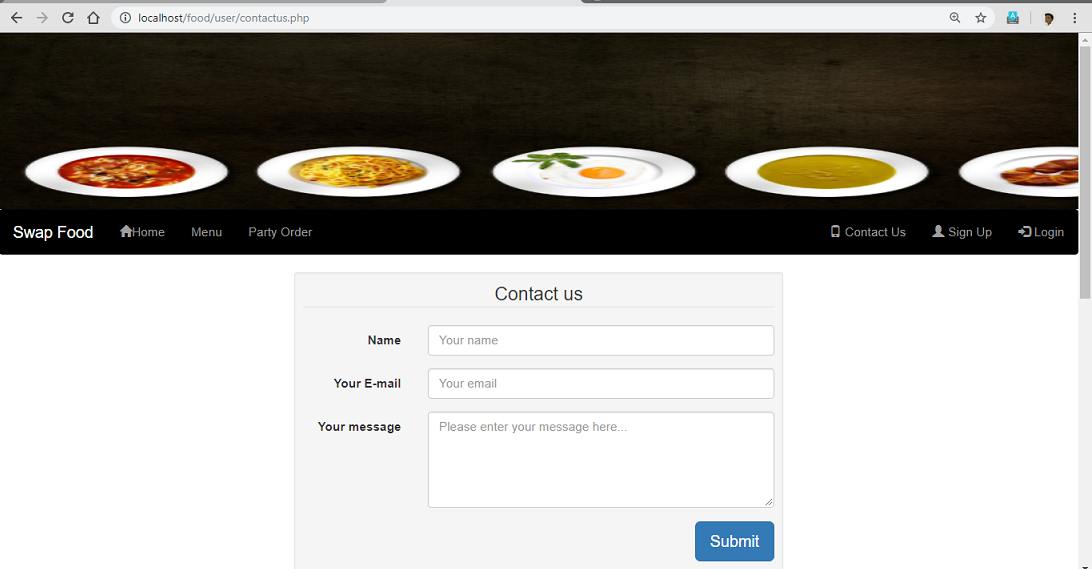 localhost/food/user/contactus.php
Swap Food Home Menu Party Order Contact Us Sign Up Login
Contact us
Name Your name
Your E-mail Your email
Your message Please enter your message here...
Submit